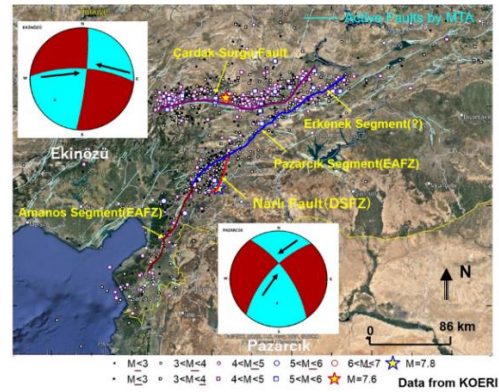 Active Faults by MTA
EKİNÖZÜ
N
W
E
S
Ekinözü
Çardak-Sürgü Fault
Erkenek Segment(?)
Pazarcık Segment(EAFZ)
Narlı Fault(DSFZ)
Amanos Segment(EAFZ)
PAZARCIK
N
W
E
S
Pazarcık
N
0 86 km
M<3 3<M<4 4<M<5 5<M<6 6<M<7 M=7.8
M<3 3<M<4 4<M<5 5<M<6 M=7.6
Data from KOERI